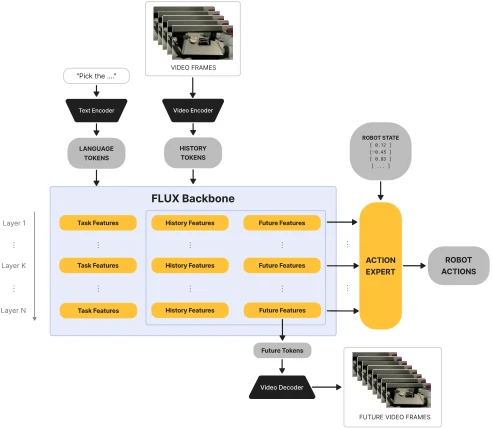 VIDEO FRAMES
"Pick the ...."
Text Encoder
Video Encoder
LANGUAGE
TOKENS
HISTORY
TOKENS
ROBOT STATE
[ 0.12 ]
[-0.45 ]
[ 0.83 ]
[ ... ]
FLUX Backbone
Layer 1
Task Features
History Features
Future Features
Layer K
Task Features
History Features
Future Features
Layer N
Task Features
History Features
Future Features
ACTION
EXPERT
ROBOT
ACTIONS
Future Tokens
Video Decoder
FUTURE VIDEO FRAMES